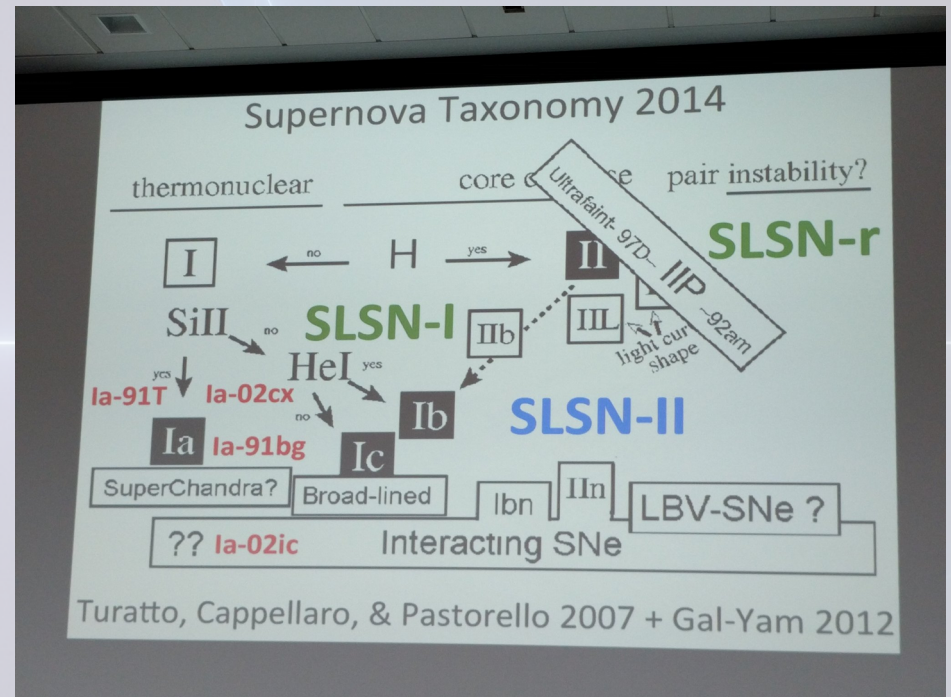 Supernova Taxonomy 2014
thermonuclear
core
pair instability?
Ultrafaint- 97D- IIP -92am
SLSN-r
I
no
H
yes
II
SiII
no
SLSN-I
IIb
IIL
light cur
shape
HeI
yes
yes
Ia-91T
Ia-02cx
no
Ib
SLSN-II
Ia
Ia-91bg
Ic
SuperChandra?
Broad-lined
Ibn
IIn
LBV-SNe ?
?? Ia-02ic
Interacting SNe
Turatto, Cappellaro, & Pastorello 2007 + Gal-Yam 2012